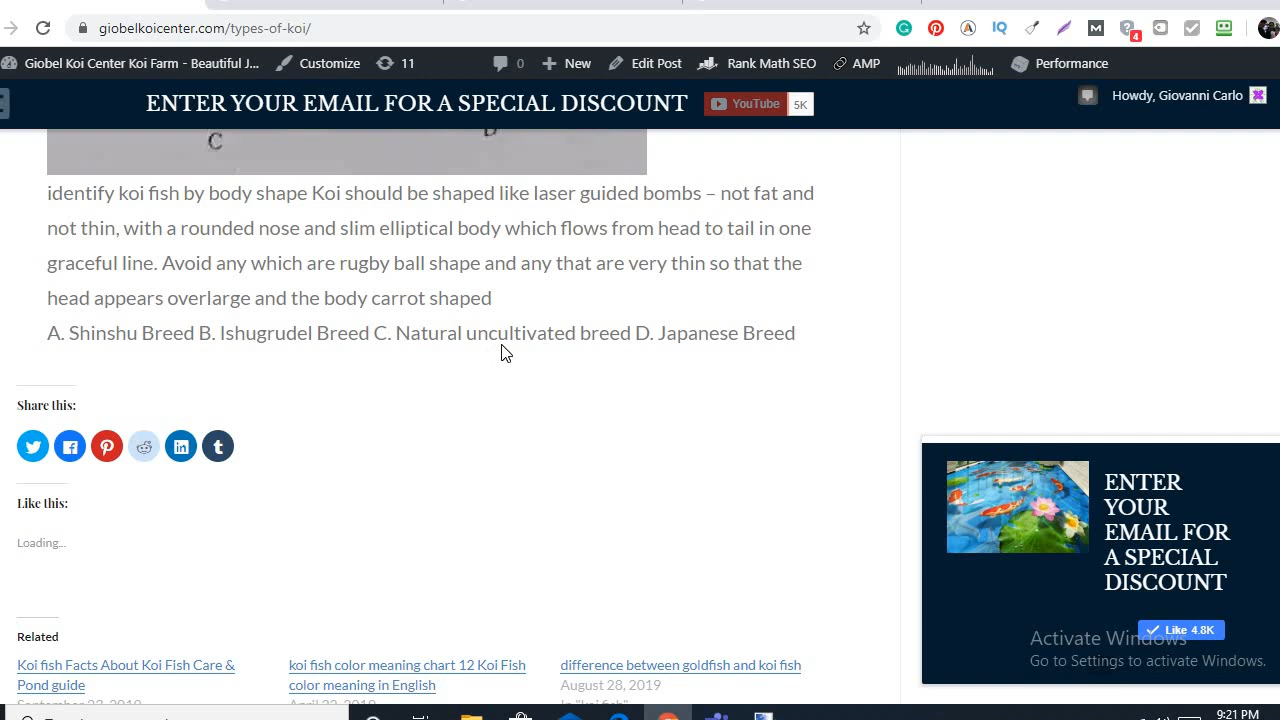 giobelkoicenter.com/types-of-koi/
4
Giobel Koi Center Koi Farm - Beautiful J...
Customize
11
0
New
Edit Post
Rank Math SEO
AMP
Performance
ENTER YOUR EMAIL FOR A SPECIAL DISCOUNT
YouTube
5K
Howdy, Giovanni Carlo
C
D
identify koi fish by body shape Koi should be shaped like laser guided bombs – not fat and
not thin, with a rounded nose and slim elliptical body which flows from head to tail in one
graceful line. Avoid any which are rugby ball shape and any that are very thin so that the
head appears overlarge and the body carrot shaped
A. Shinshu Breed B. Ishugrudel Breed C. Natural uncultivated breed D. Japanese Breed
Share this:
Like this:
Loading...
ENTER
YOUR
EMAIL FOR
A SPECIAL
DISCOUNT
Like 4.8K
Activate Windows
Go to Settings to activate Windows.
Related
Koi fish Facts About Koi Fish Care &
Pond guide
koi fish color meaning chart 12 Koi Fish
color meaning in English
difference between goldfish and koi fish
August 28, 2019
9:21 PM